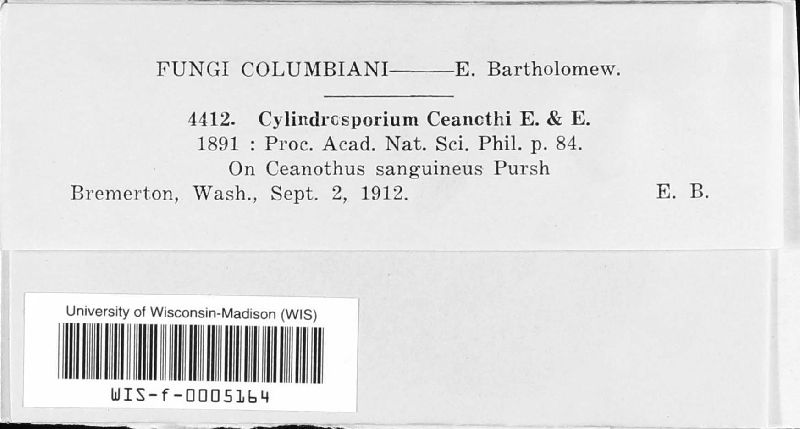 FUNGI COLUMBIANI——E. Bartholomew.
4412. Cylindrosporium Ceanothi E. & E.
1891 : Proc. Acad. Nat. Sci. Phil. p. 84.
On Ceanothus sanguineus Pursh
Bremerton, Wash., Sept. 2, 1912. E. B.
University of Wisconsin-Madison (WIS)
WIS-f-0005164